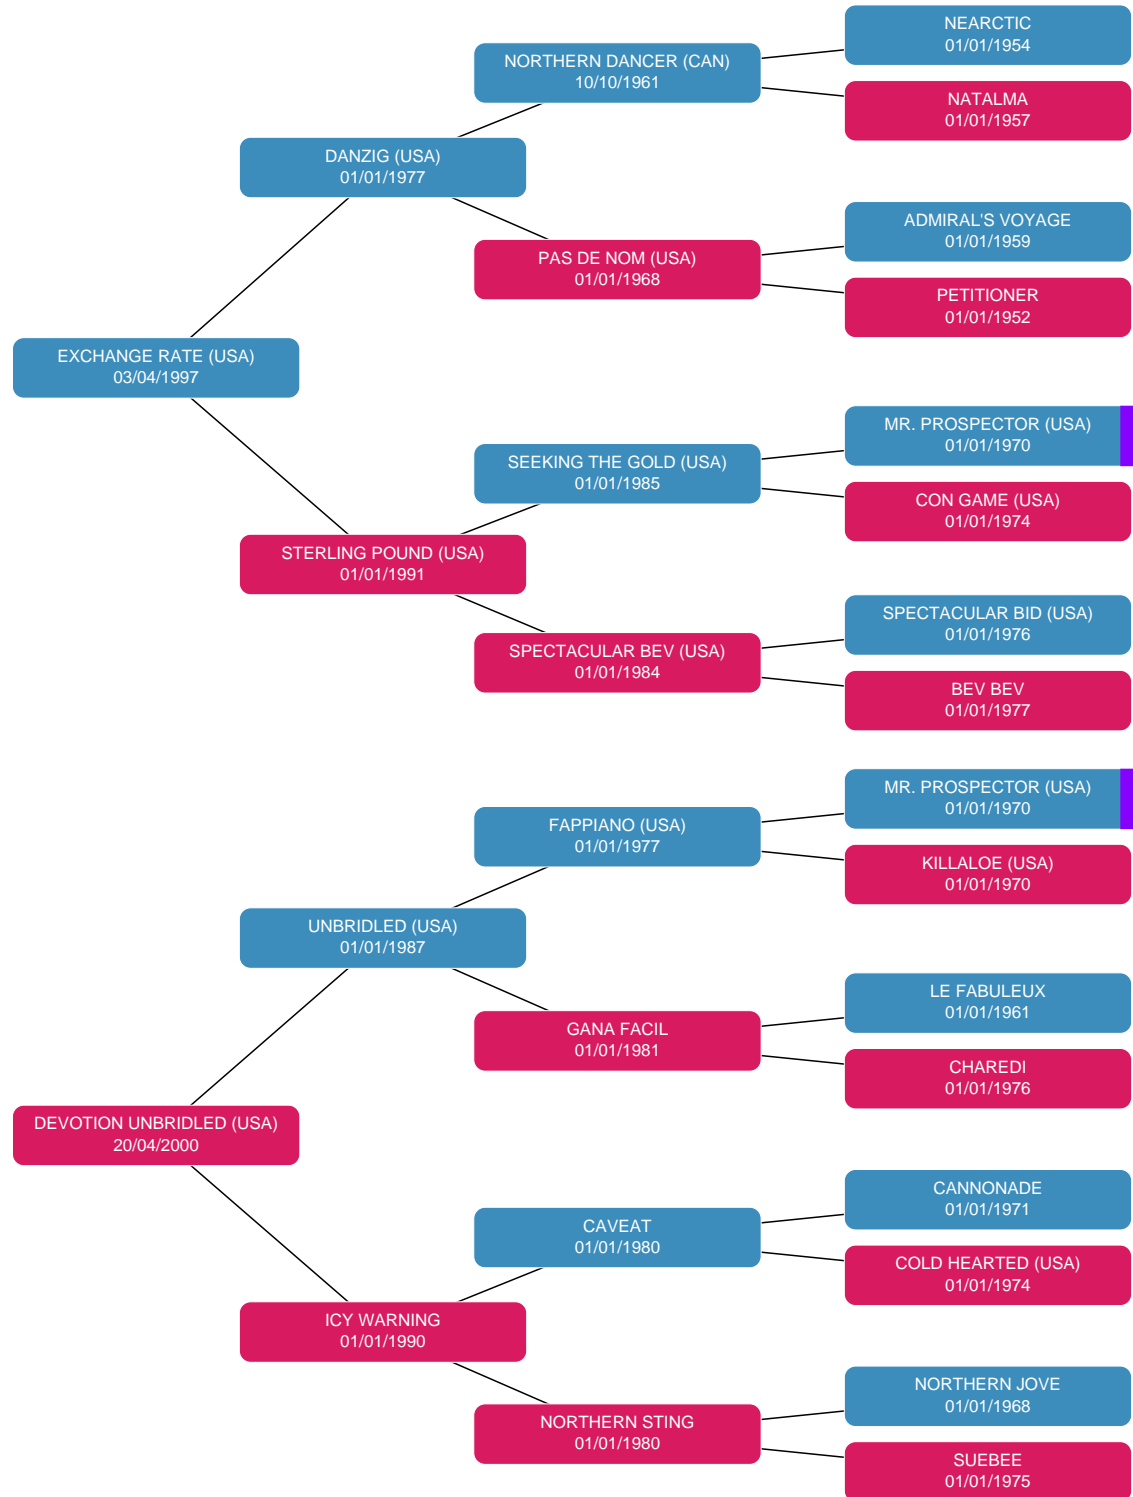 NEARCTIC
01/01/1954
NORTHERN DANCER (CAN)
10/10/1961
NATALMA
01/01/1957
DANZIG (USA)
01/01/1977
ADMIRAL'S VOYAGE
01/01/1959
PAS DE NOM (USA)
01/01/1968
PETITIONER
01/01/1952
EXCHANGE RATE (USA)
03/04/1997
MR. PROSPECTOR (USA)
01/01/1970
SEEKING THE GOLD (USA)
01/01/1985
CON GAME (USA)
01/01/1974
STERLING POUND (USA)
01/01/1991
SPECTACULAR BID (USA)
01/01/1976
SPECTACULAR BEV (USA)
01/01/1984
BEV BEV
01/01/1977
MR. PROSPECTOR (USA)
01/01/1970
FAPPIANO (USA)
01/01/1977
KILLALOE (USA)
01/01/1970
UNBRIDLED (USA)
01/01/1987
LE FABULEUX
01/01/1961
GANA FACIL
01/01/1981
CHAREDI
01/01/1976
DEVOTION UNBRIDLED (USA)
20/04/2000
CANNONADE
01/01/1971
CAVEAT
01/01/1980
COLD HEARTED (USA)
01/01/1974
ICY WARNING
01/01/1990
NORTHERN JOVE
01/01/1968
NORTHERN STING
01/01/1980
SUEBEE
01/01/1975